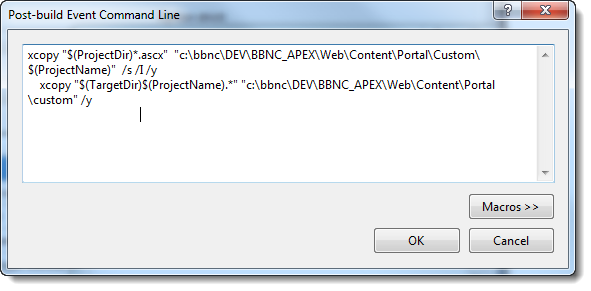 Post-build Event Command Line
xcopy "$(ProjectDir)*.ascx"  "c:\bbnc\DEV\BBNC_APEX\Web\Content\Portal\Custom\
$(ProjectName)"  /s /I /y
    xcopy "$(TargetDir)$(ProjectName).*" "c:\bbnc\DEV\BBNC_APEX\Web\Content\Portal
\custom" /y
Macros >>
OK
Cancel